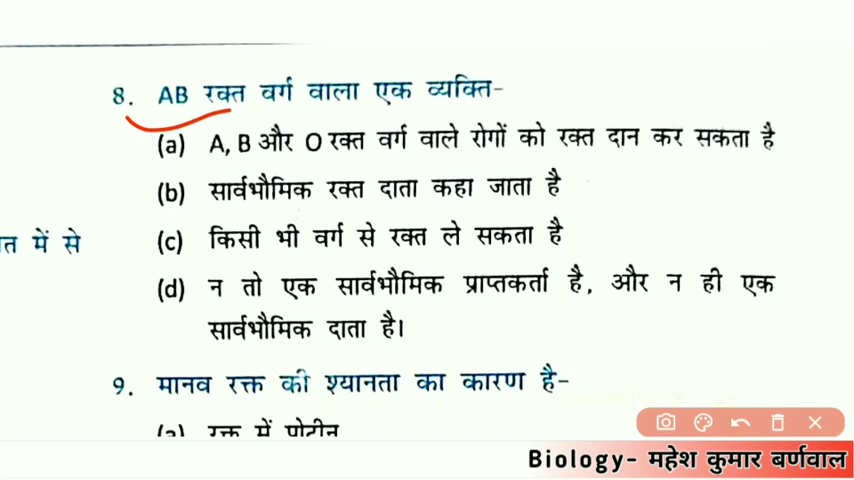 8. AB रक्त वर्ग वाला एक व्यक्ति-
(a) A, B और O रक्त वर्ग वाले रोगों को रक्त दान कर सकता है
(b) सार्वभौमिक रक्त दाता कहा जाता है
त में से
(c) किसी भी वर्ग से रक्त ले सकता है
(d) न तो एक सार्वभौमिक प्राप्तकर्ता है, और न ही एक
सार्वभौमिक दाता है।
9. मानव रक्त की श्यानता का कारण है-
(a) रक्त में प्रोटीन
Biology- महेश कुमार बर्णवाल